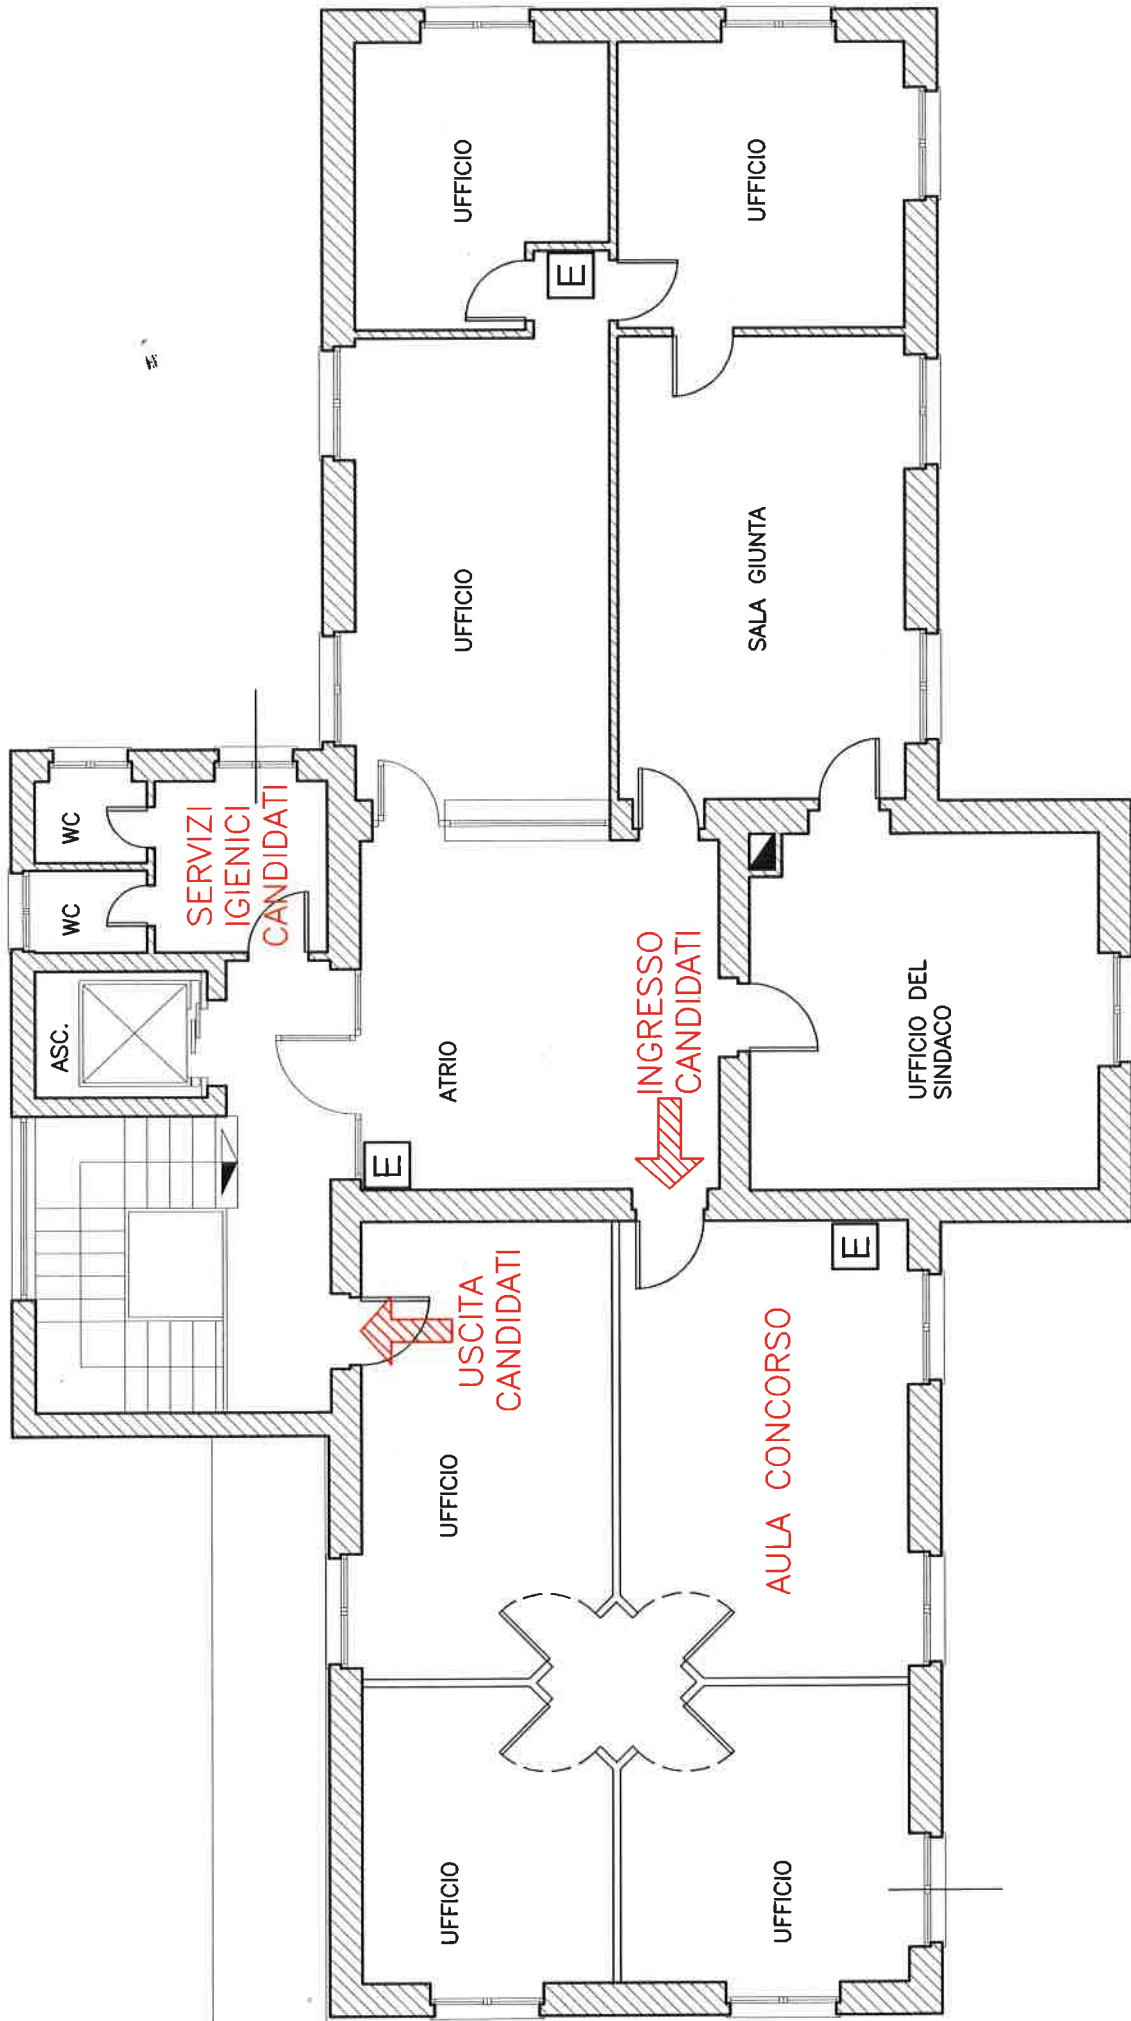 WC
WC
SERVIZI
IGIENICI
CANDIDATI
ASC.
UFFICIO
UFFICIO
UFFICIO
SALA GIUNTA
E
ATRIO
E
INGRESSO
CANDIDATI
UFFICIO DEL
SINDACO
USCITA
CANDIDATI
UFFICIO
E
AULA CONCORSO
UFFICIO
UFFICIO